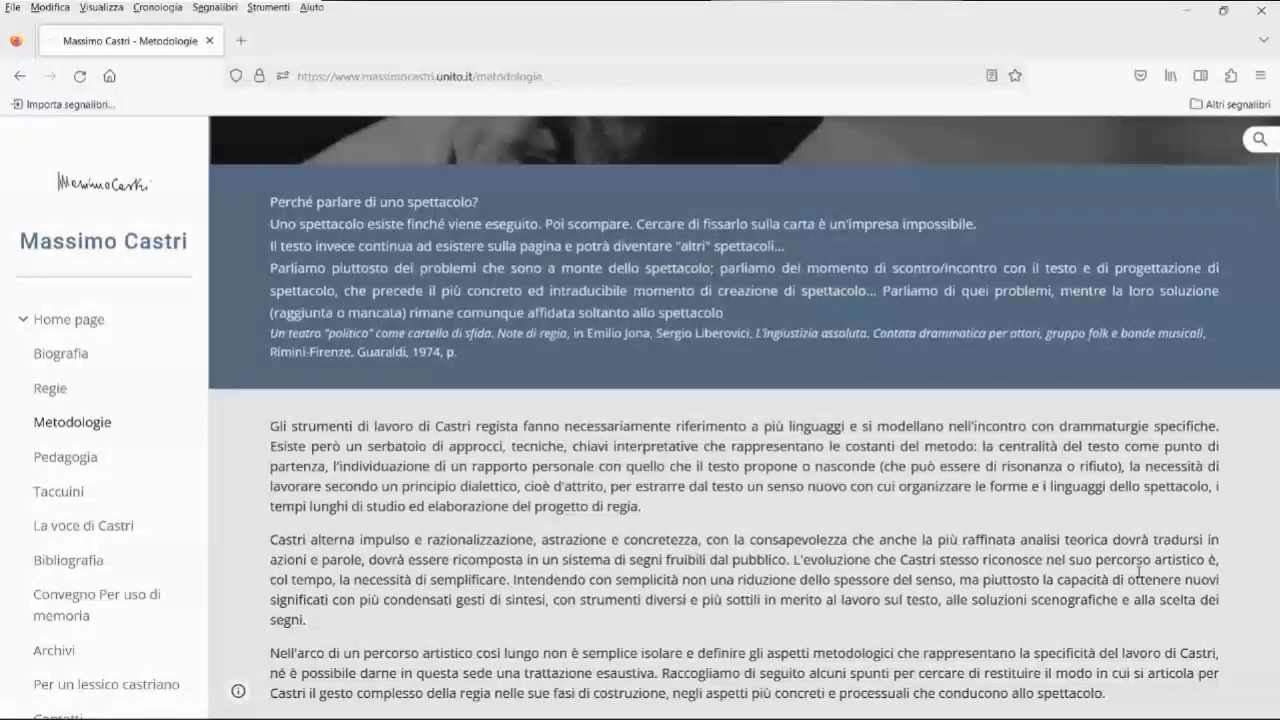 File Modifica Visualizza Cronologia Segnalibri Strumenti Aiuto
Massimo Castri - Metodologie
https://www.massimocastri.unito.it/metodologie
Importa segnalibri...
Altri segnalibri
Massimo Castri
Massimo Castri
Home page
Biografia
Regie
Metodologie
Pedagogia
Taccuini
La voce di Castri
Bibliografia
Convegno Per uso di
memoria
Archivi
Per un lessico castriano
Contatti
Perché parlare di uno spettacolo?
Uno spettacolo esiste finché viene eseguito. Poi scompare. Cercare di fissarlo sulla carta è un'impresa impossibile.
Il testo invece continua ad esistere sulla pagina e potrà diventare "altri" spettacoli...
Parliamo piuttosto dei problemi che sono a monte dello spettacolo; parliamo del momento di scontro/incontro con il testo e di progettazione di
spettacolo, che precede il più concreto ed intraducibile momento di creazione di spettacolo... Parliamo di quei problemi, mentre la loro soluzione
(raggiunta o mancata) rimane comunque affidata soltanto allo spettacolo
Un teatro "politico" come cartello di sfida. Note di regia, in Emilio Jona, Sergio Liberovici, L'ingiustizia assoluta. Cantata drammatica per attori, gruppo folk e bande musicali,
Rimini-Firenze, Guaraldi, 1974, p.
Gli strumenti di lavoro di Castri regista fanno necessariamente riferimento a più linguaggi e si modellano nell'incontro con drammaturgie specifiche.
Esiste però un serbatoio di approcci, tecniche, chiavi interpretative che rappresentano le costanti del metodo: la centralità del testo come punto di
partenza, l'individuazione di un rapporto personale con quello che il testo propone o nasconde (che può essere di risonanza o rifiuto), la necessità di
lavorare secondo un principio dialettico, cioè d'attrito, per estrarre dal testo un senso nuovo con cui organizzare le forme e i linguaggi dello spettacolo, i
tempi lunghi di studio ed elaborazione del progetto di regia.
Castri alterna impulso e razionalizzazione, astrazione e concretezza, con la consapevolezza che anche la più raffinata analisi teorica dovrà tradursi in
azioni e parole, dovrà essere ricomposta in un sistema di segni fruibili dal pubblico. L'evoluzione che Castri stesso riconosce nel suo percorso artistico è,
col tempo, la necessità di semplificare. Intendendo con semplicità non una riduzione dello spessore del senso, ma piuttosto la capacità di ottenere nuovi
significati con più condensati gesti di sintesi, con strumenti diversi e più sottili in merito al lavoro sul testo, alle soluzioni scenografiche e alla scelta dei
segni.
Nell'arco di un percorso artistico così lungo non è semplice isolare e definire gli aspetti metodologici che rappresentano la specificità del lavoro di Castri,
né è possibile darne in questa sede una trattazione esaustiva. Raccogliamo di seguito alcuni spunti per cercare di restituire il modo in cui si articola per
Castri il gesto complesso della regia nelle sue fasi di costruzione, negli aspetti più concreti e processuali che conducono allo spettacolo.